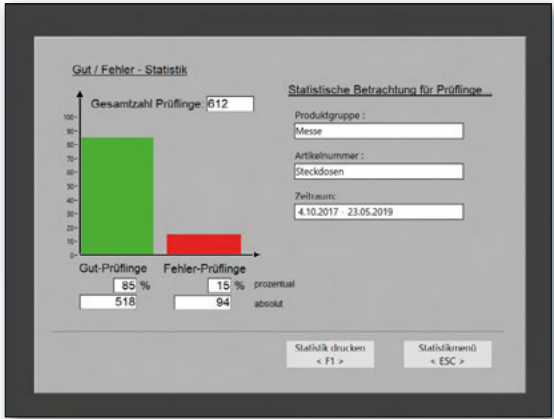 Gut / Fehler - Statistik
Gesamtzahl Prüflinge: 612
100-
90-
80-
70-
60-
50-
40-
30-
20-
10-
0-
Gut-Prüflinge Fehler-Prüflinge
85 % 15 % prozentual
518 94 absolut
Statistische Betrachtung für Prüflinge...
Produktgruppe :
Messe
Artikelnummer :
Steckdosen
Zeitraum:
4.10.2017 - 23.05.2019
Statistik drucken
< F1 >
Statistikmenü
< ESC >